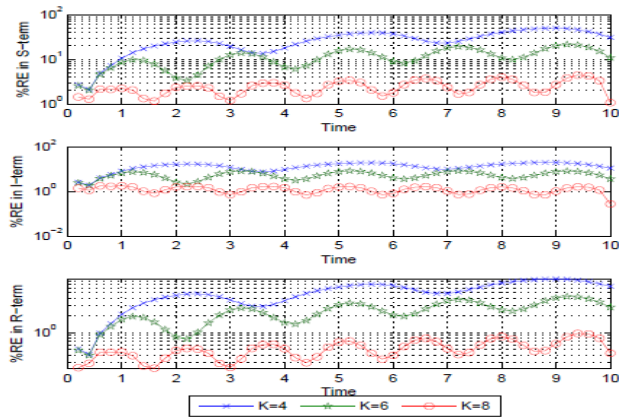 10^2
10^1
10^0
%RE in S-term
0 1 2 3 4 5 6 7 8 9 10
Time
10^2
10^0
10^-2
%RE in I-term
0 1 2 3 4 5 6 7 8 9 10
Time
10^0
%RE in R-term
0 1 2 3 4 5 6 7 8 9 10
Time
K=4 K=6 K=8